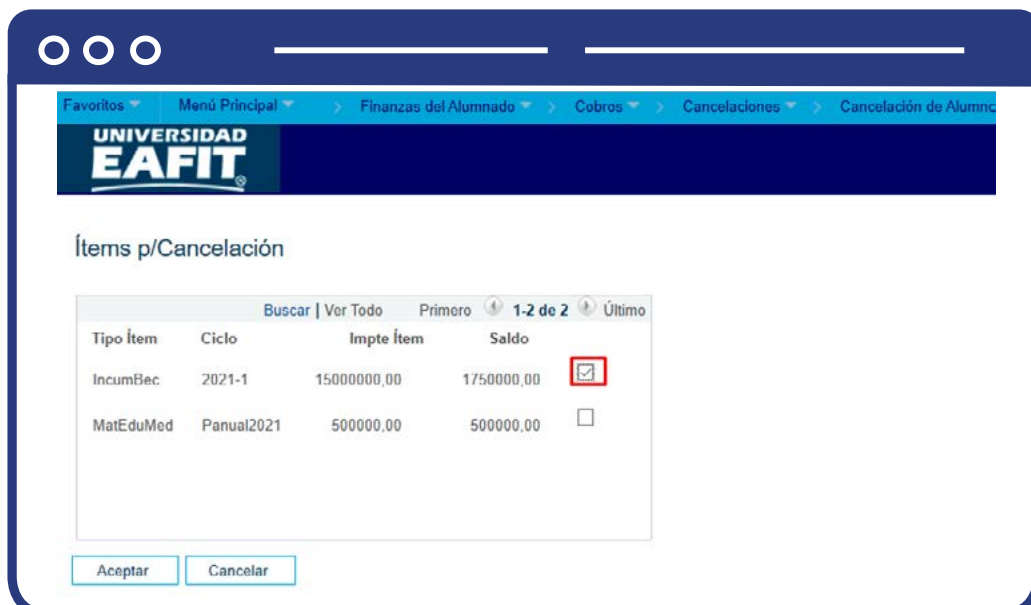 Favoritos Menú Principal > Finanzas del Alumnado > Cobros > Cancelaciones > Cancelación de Alumno
UNIVERSIDAD
EAFIT
Ítems p/Cancelación
Buscar | Ver Todo Primero 1-2 de 2 Último
Tipo Ítem Ciclo Impte Ítem Saldo
IncumBec 2021-1 15000000,00 1750000,00
MatEduMed Panual2021 500000,00 500000,00
Aceptar Cancelar